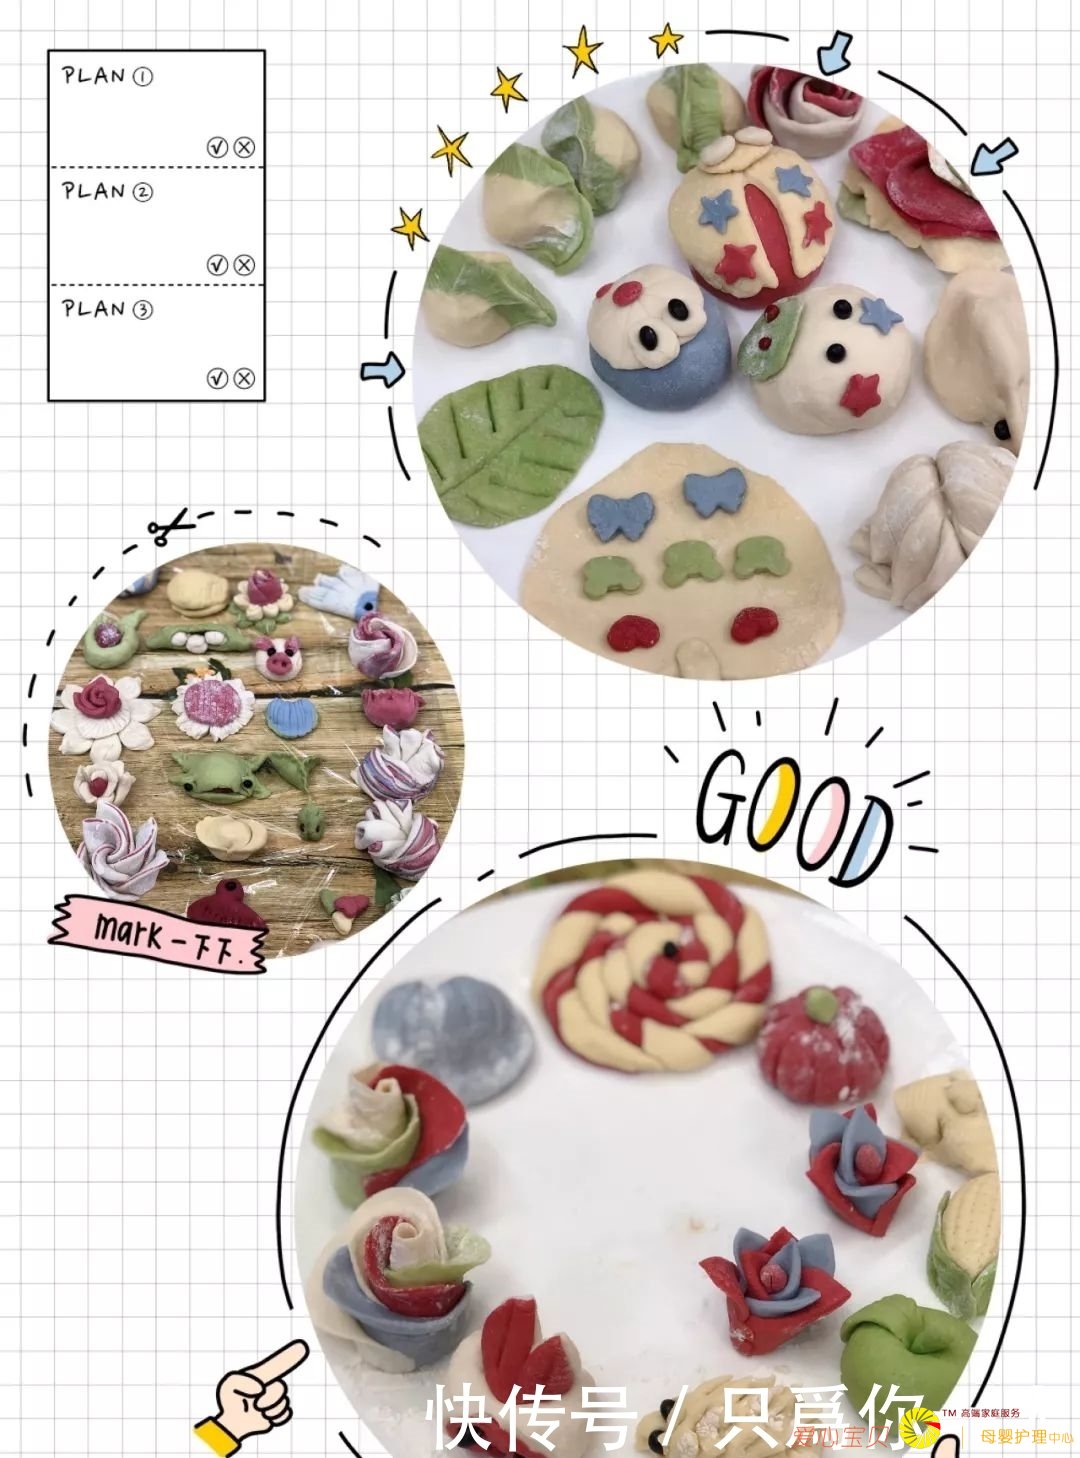 PLAN ①
√ ×
PLAN ②
√ ×
PLAN ③
√ ×
GOOD
mark一下下.
快传号 / 只爲你
爱心宝贝
TM 高端家庭服务
母婴护理中心